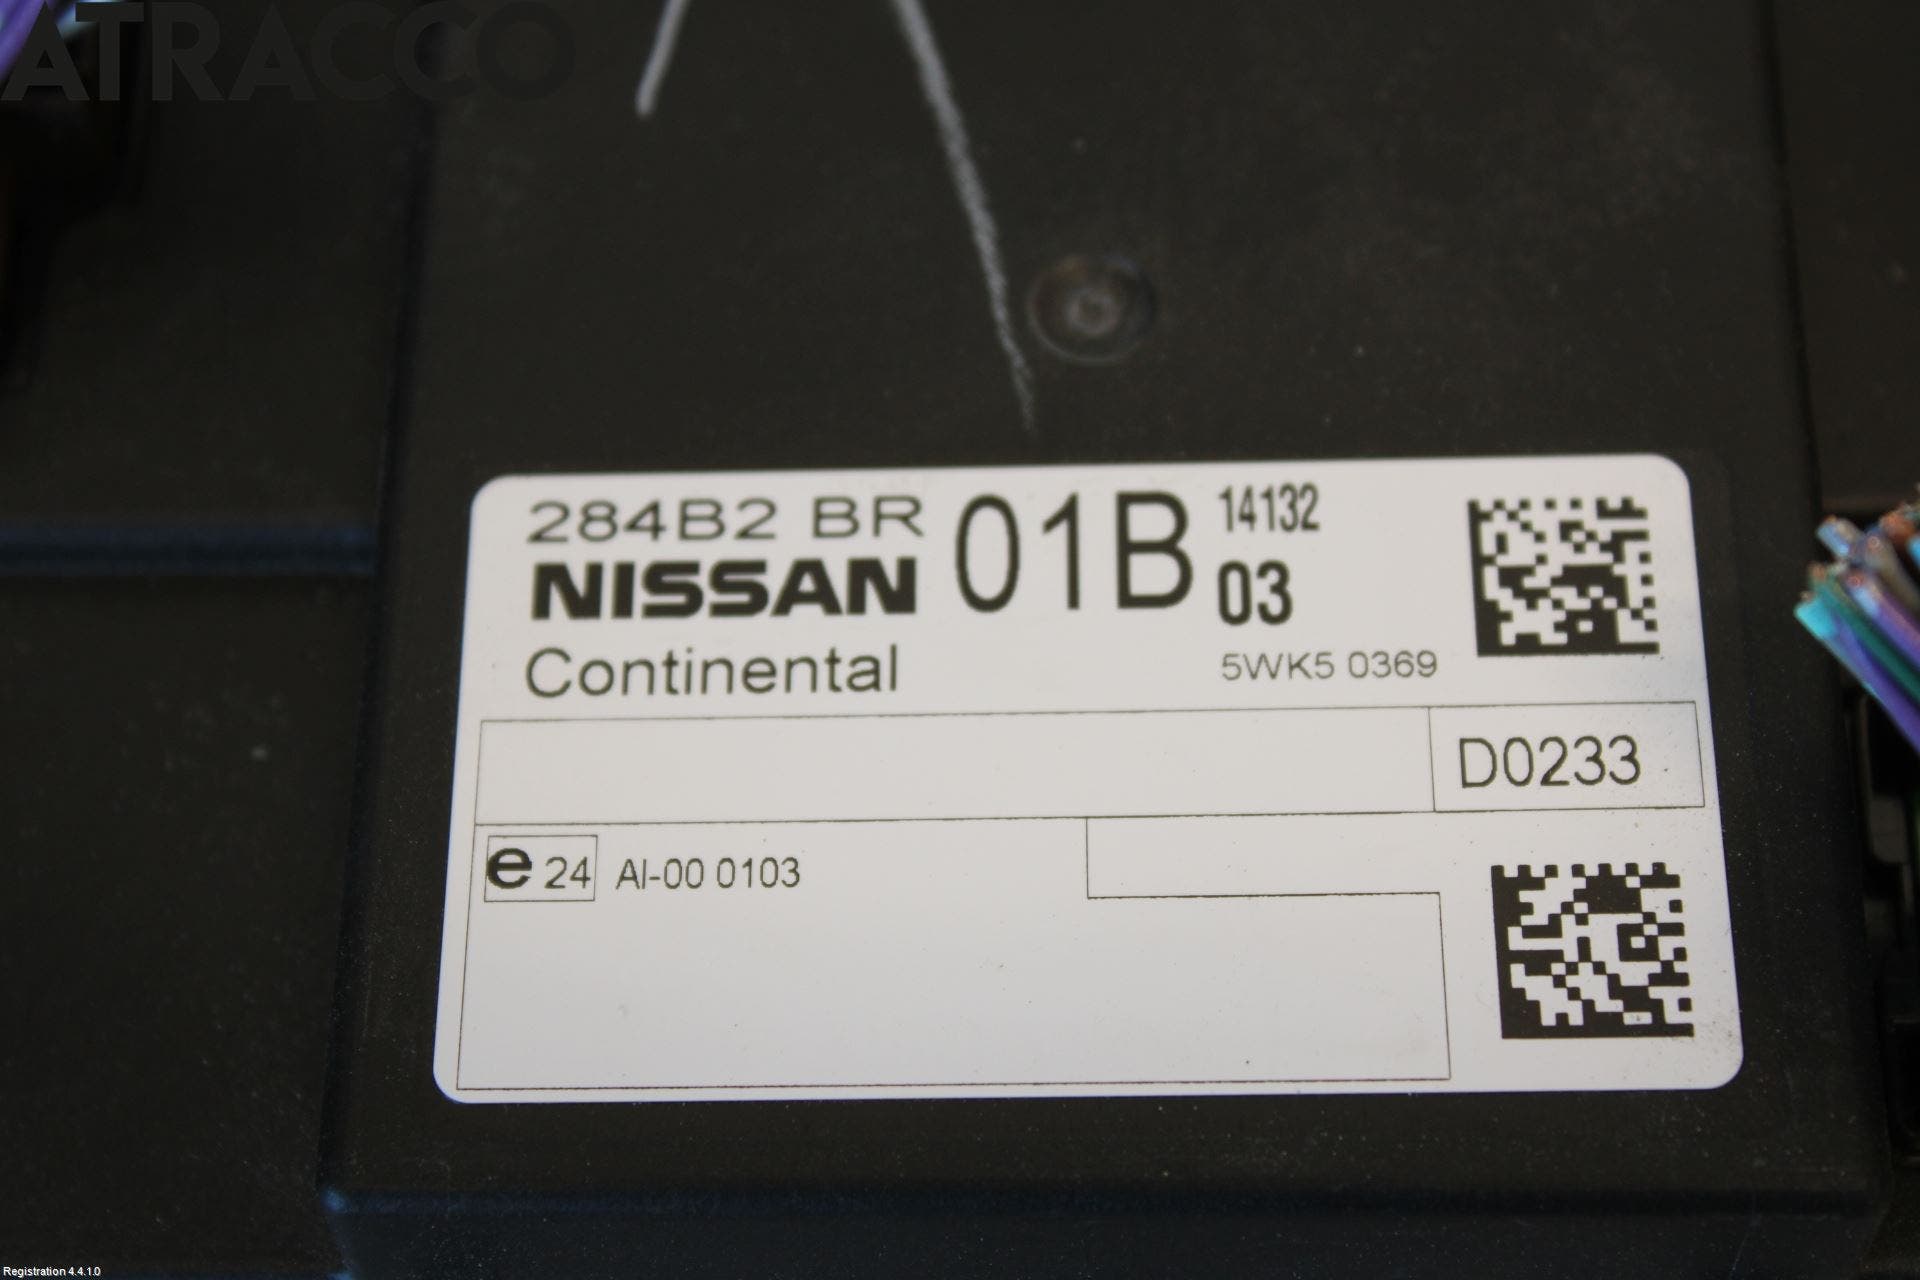 ATRACCO
284B2 BR 01B 14132
NISSAN 03
Continental 5WK5 0369
D0233
e 24 AI-00 0103
Registration 4.4.1.0